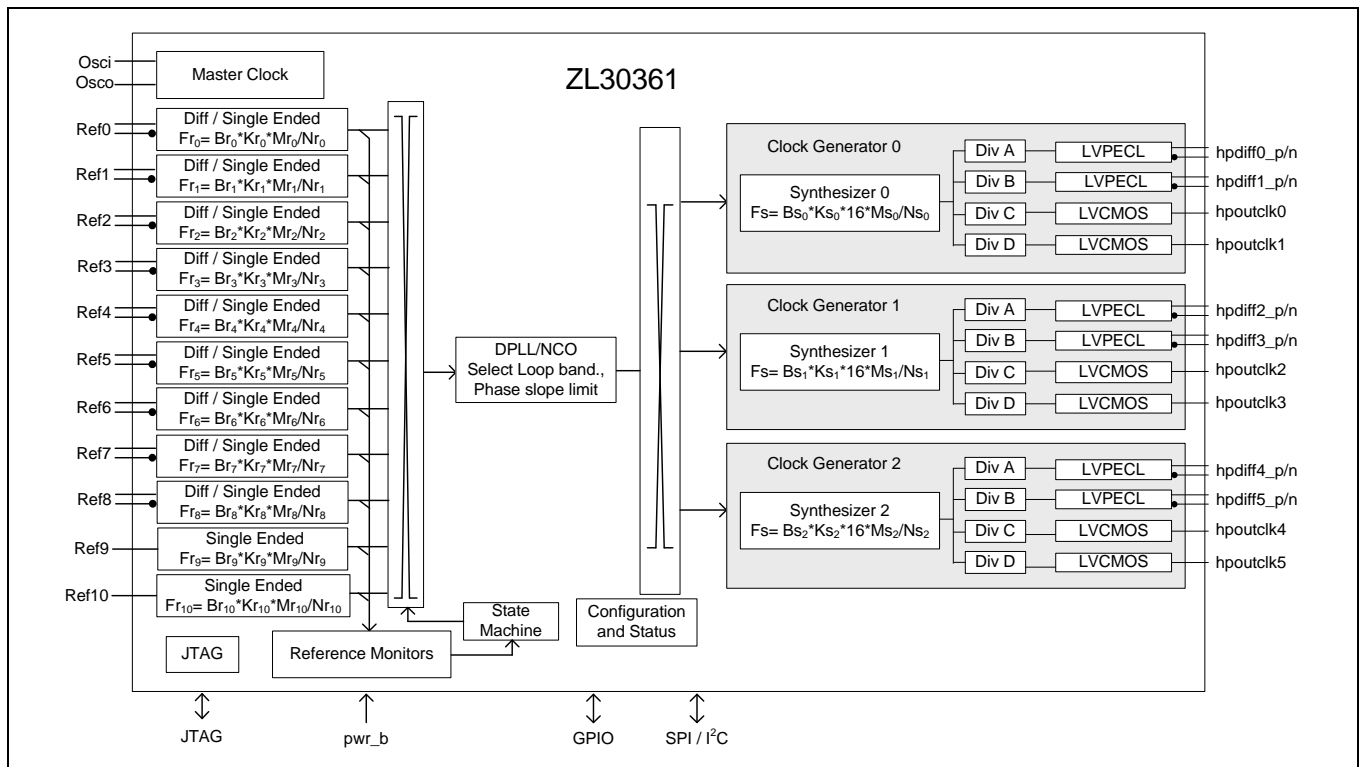 ZL30361
Osci
Osco
Master Clock
Ref0
Diff / Single Ended
Fr₀= Br₀*Kr₀*Mr₀/Nr₀
Ref1
Diff / Single Ended
Fr₁= Br₁*Kr₁*Mr₁/Nr₁
Ref2
Diff / Single Ended
Fr₂= Br₂*Kr₂*Mr₂/Nr₂
Ref3
Diff / Single Ended
Fr₃= Br₃*Kr₃*Mr₃/Nr₃
Ref4
Diff / Single Ended
Fr₄= Br₄*Kr₄*Mr₄/Nr₄
Ref5
Diff / Single Ended
Fr₅= Br₅*Kr₅*Mr₅/Nr₅
Ref6
Diff / Single Ended
Fr₆= Br₆*Kr₆*Mr₆/Nr₆
Ref7
Diff / Single Ended
Fr₇= Br₇*Kr₇*Mr₇/Nr₇
Ref8
Diff / Single Ended
Fr₈= Br₈*Kr₈*Mr₈/Nr₈
Ref9
Single Ended
Fr₉= Br₉*Kr₉*Mr₉/Nr₉
Ref10
Single Ended
Fr₁₀= Br₁₀*Kr₁₀*Mr₁₀/Nr₁₀
JTAG
Reference Monitors
State
Machine
DPLL/NCO
Select Loop band.,
Phase slope limit
Configuration
and Status
Clock Generator 0
Synthesizer 0
Fs= Bs₀*Ks₀*16*Ms₀/Ns₀
Div A
LVPECL
hpdiff0_p/n
Div B
LVPECL
hpdiff1_p/n
Div C
LVCMOS
hpoutclk0
Div D
LVCMOS
hpoutclk1
Clock Generator 1
Synthesizer 1
Fs= Bs₁*Ks₁*16*Ms₁/Ns₁
Div A
LVPECL
hpdiff2_p/n
Div B
LVPECL
hpdiff3_p/n
Div C
LVCMOS
hpoutclk2
Div D
LVCMOS
hpoutclk3
Clock Generator 2
Synthesizer 2
Fs= Bs₂*Ks₂*16*Ms₂/Ns₂
Div A
LVPECL
hpdiff4_p/n
Div B
LVPECL
hpdiff5_p/n
Div C
LVCMOS
hpoutclk4
Div D
LVCMOS
hpoutclk5
JTAG
pwr_b
GPIO
SPI / I²C